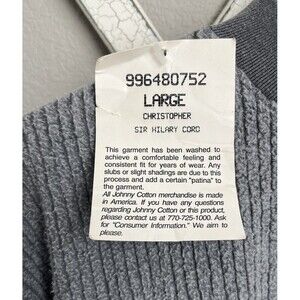 996480752
LARGE
CHRISTOPHER
SIR HILARY CORD
This garment has been washed to
achieve a comfortable feeling and
consistent fit for years of wear. Any
slubs or slight shadings are due to this
process and add a certain "patina" to
the garment.
All Johnny Cotton merchandise is made
in America. If you have any questions
regarding Johnny Cotton or this product,
please contact us at 770-725-1000. Ask
for "Consumer Information." We aim to
please.